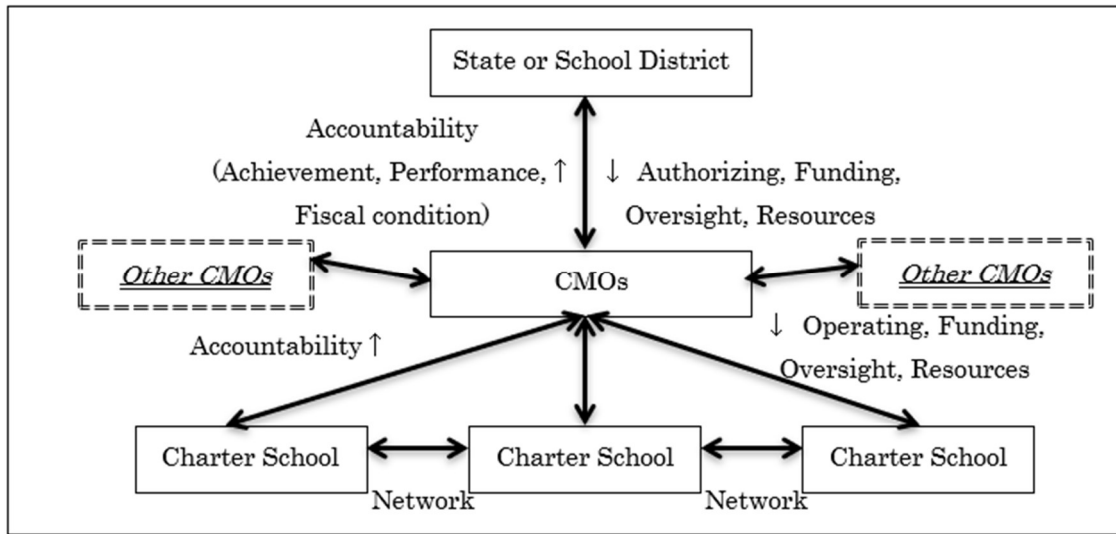 State or School District
Accountability
(Achievement, Performance, ↑
Fiscal condition)
↓ Authorizing, Funding,
Oversight, Resources
Other CMOs
CMOs
Other CMOs
Accountability ↑
↓ Operating, Funding,
Oversight, Resources
Charter School
Charter School
Charter School
Network
Network